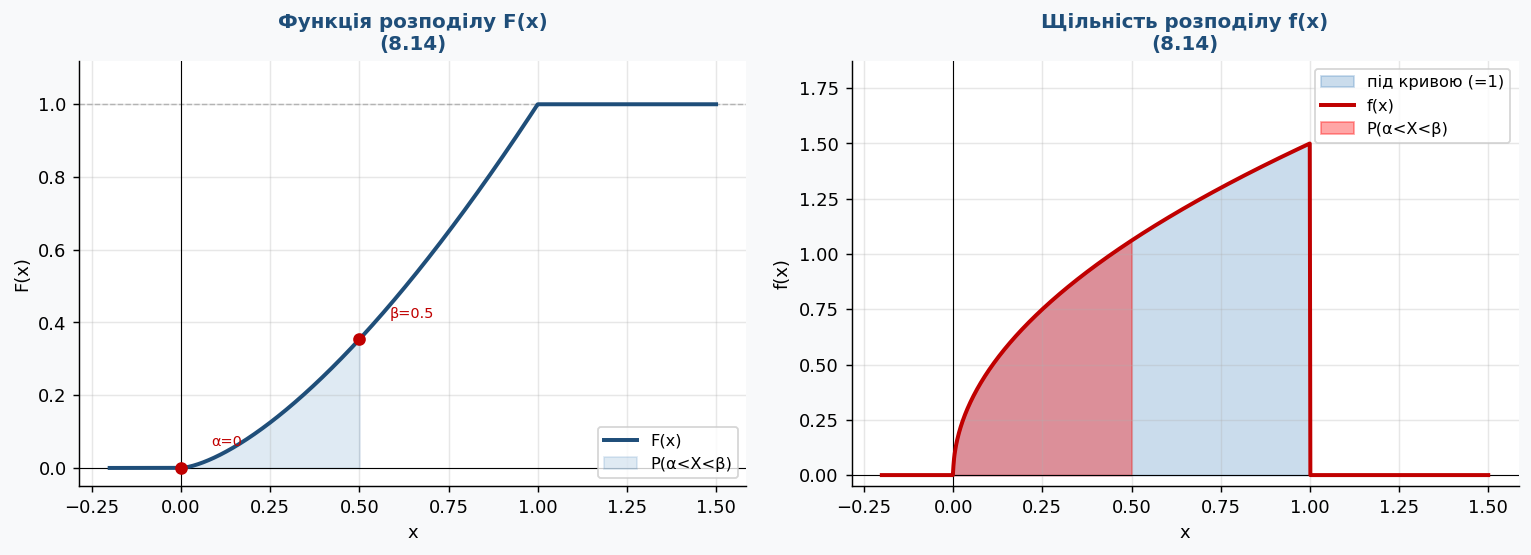 Функція розподілу F(x)
(8.14)
F(x)
1.0
0.8
0.6
0.4
0.2
0.0
β=0.5
α=0
F(x)
P(α<X<β)
−0.25 0.00 0.25 0.50 0.75 1.00 1.25 1.50
x
Щільність розподілу f(x)
(8.14)
f(x)
1.75
1.50
1.25
1.00
0.75
0.50
0.25
0.00
під кривою (=1)
f(x)
P(α<X<β)
−0.25 0.00 0.25 0.50 0.75 1.00 1.25 1.50
x